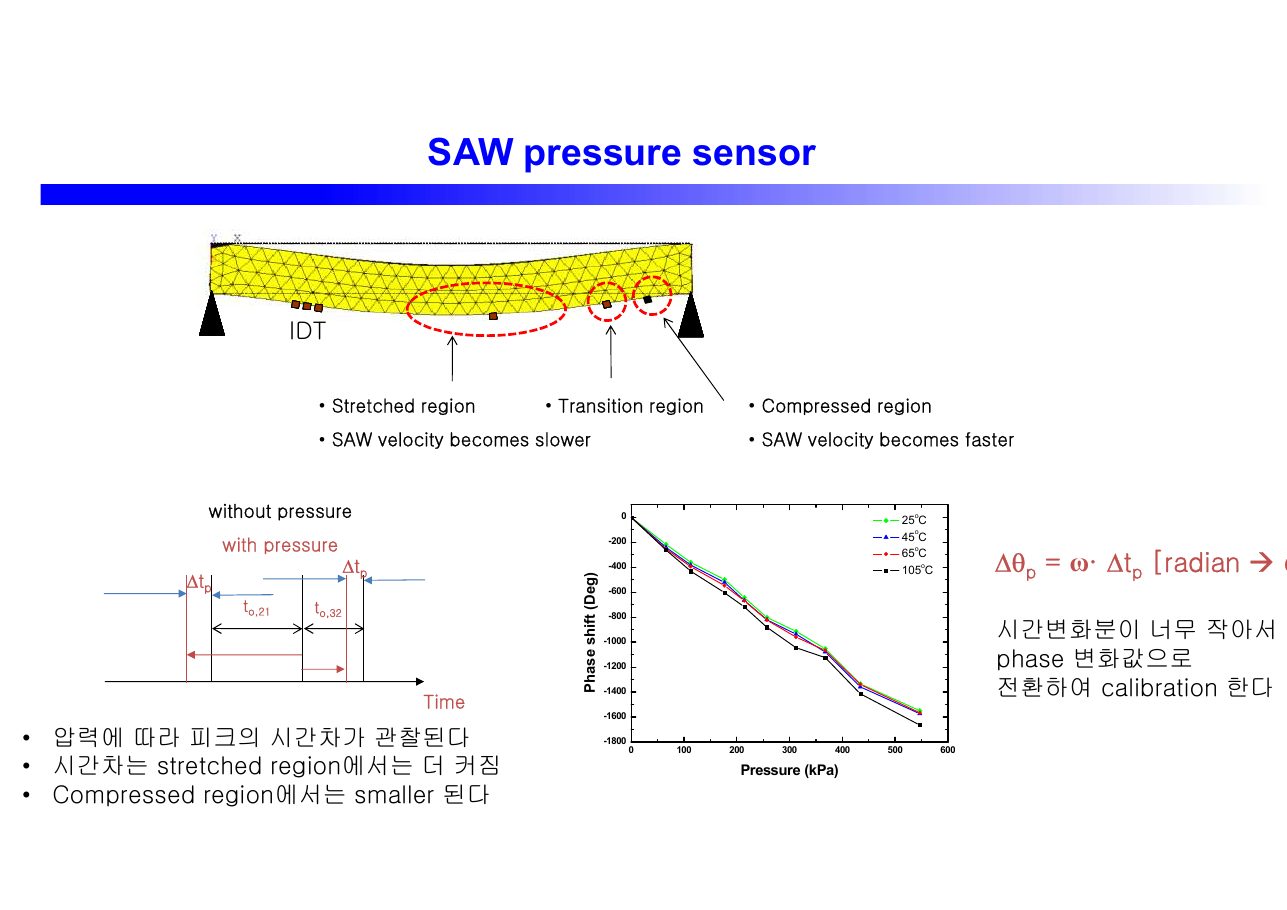 SAW pressure sensor
Y X
IDT
• Stretched region
• SAW velocity becomes slower
• Transition region
• Compressed region
• SAW velocity becomes faster
without pressure
with pressure
Δtp
Δtp
to,21
to,32
Time
• 압력에 따라 피크의 시간차가 관찰된다
• 시간차는 stretched region에서는 더 커짐
• Compressed region에서는 smaller 된다
Phase shift (Deg)
0
-200
-400
-600
-800
-1000
-1200
-1400
-1600
-1800
0 100 200 300 400 500 600
Pressure (kPa)
25°C
45°C
65°C
105°C
Δθp = ω· Δtp [radian →
시간변화분이 너무 작아서
phase 변화값으로
전환하여 calibration 한다